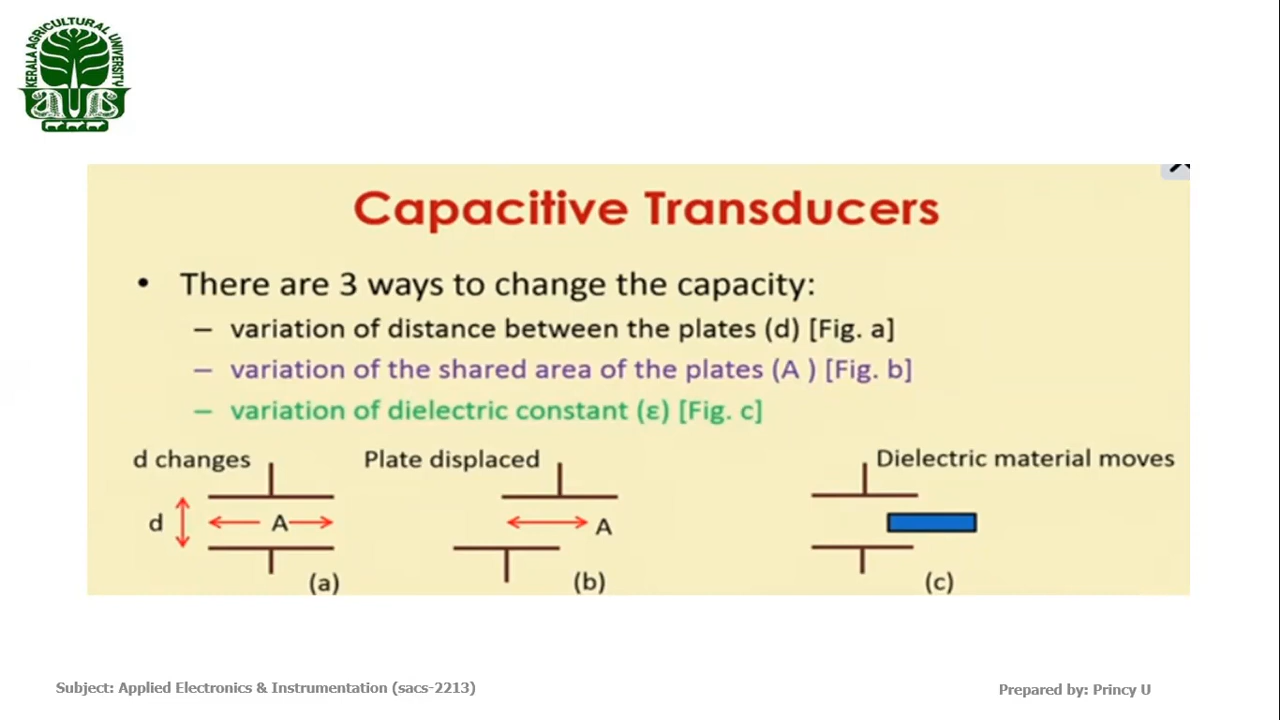 KERALA AGRICULTURAL UNIVERSITY
Capacitive Transducers
• There are 3 ways to change the capacity:
– variation of distance between the plates (d) [Fig. a]
– variation of the shared area of the plates (A ) [Fig. b]
– variation of dielectric constant (ε) [Fig. c]
d changes Plate displaced Dielectric material moves
d A A
(a) (b) (c)
Subject: Applied Electronics & Instrumentation (sacs-2213) Prepared by: Princy U